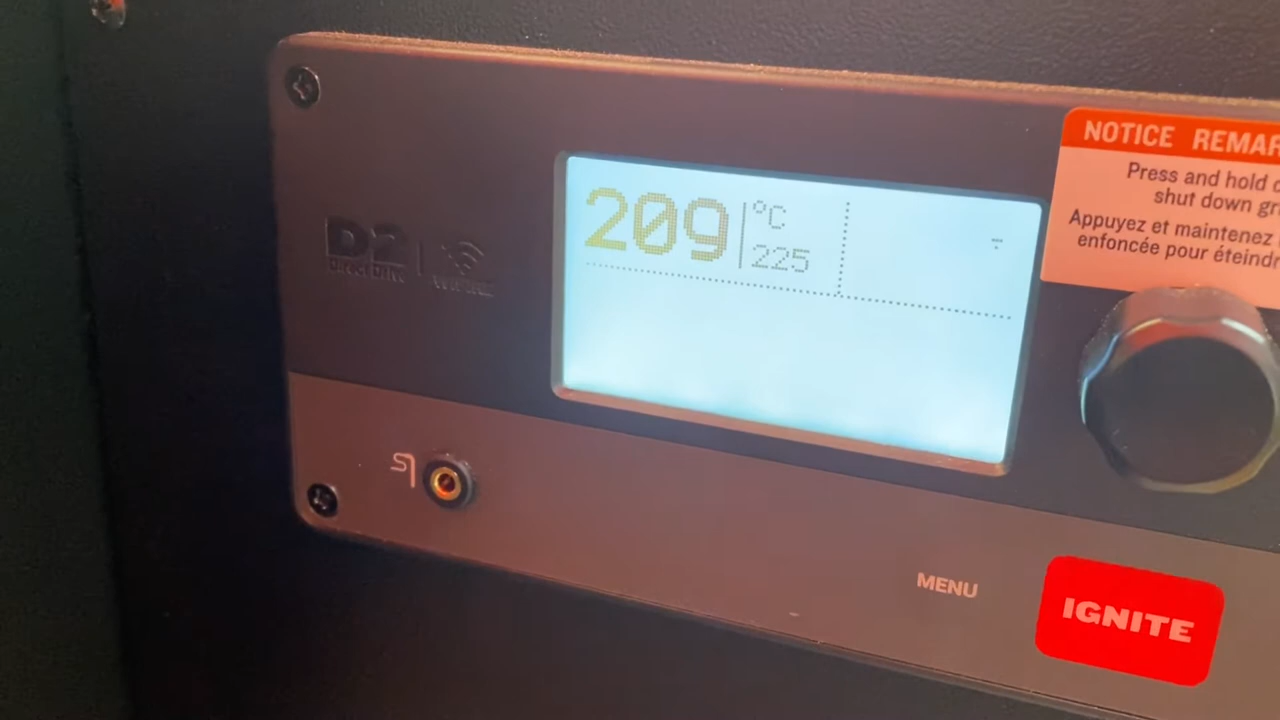 NOTICE REMAR
Press and hold
shut down gr
Appuyez et maintenez
enfoncée pour éteind
209 °C
225
D2
Direct Drive
MENU
IGNITE